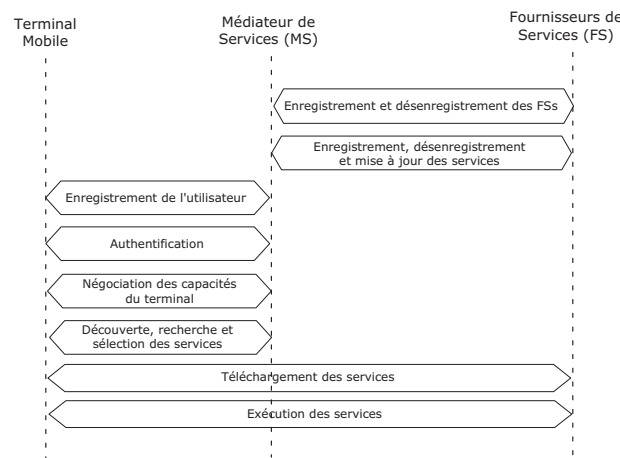 Terminal
Mobile
Médiateur de
Services (MS)
Fournisseurs de
Services (FS)
Enregistrement et désenregistrement des FSs
Enregistrement, désenregistrement
et mise à jour des services
Enregistrement de l'utilisateur
Authentification
Négociation des capacités
du terminal
Découverte, recherche et
sélection des services
Téléchargement des services
Exécution des services